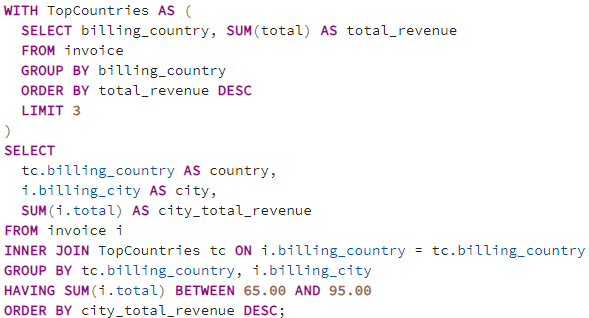 WITH TopCountries AS (
  SELECT billing_country, SUM(total) AS total_revenue
  FROM invoice
  GROUP BY billing_country
  ORDER BY total_revenue DESC
  LIMIT 3
)
SELECT
  tc.billing_country AS country,
  i.billing_city AS city,
  SUM(i.total) AS city_total_revenue
FROM invoice i
INNER JOIN TopCountries tc ON i.billing_country = tc.billing_country
GROUP BY tc.billing_country, i.billing_city
HAVING SUM(i.total) BETWEEN 65.00 AND 95.00
ORDER BY city_total_revenue DESC;